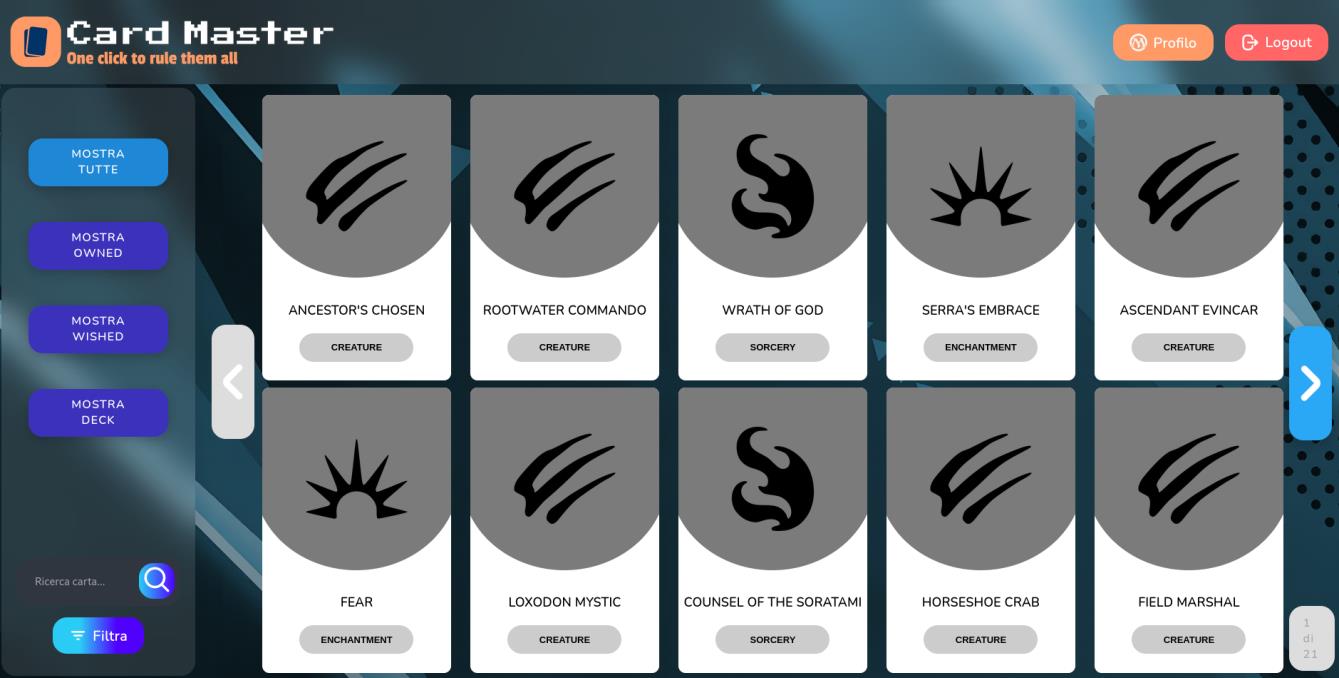 Card Master
One click to rule them all
Profilo
Logout
MOSTRA
TUTTE
MOSTRA
OWNED
MOSTRA
WISHED
MOSTRA
DECK
Ricerca carta...
Filtra
ANCESTOR'S CHOSEN
CREATURE
ROOTWATER COMMANDO
CREATURE
WRATH OF GOD
SORCERY
SERRA'S EMBRACE
ENCHANTMENT
ASCENDANT EVINCAR
CREATURE
FEAR
ENCHANTMENT
LOXODON MYSTIC
CREATURE
COUNSEL OF THE SORATAMI
SORCERY
HORSESHOE CRAB
CREATURE
FIELD MARSHAL
CREATURE
1
di
21